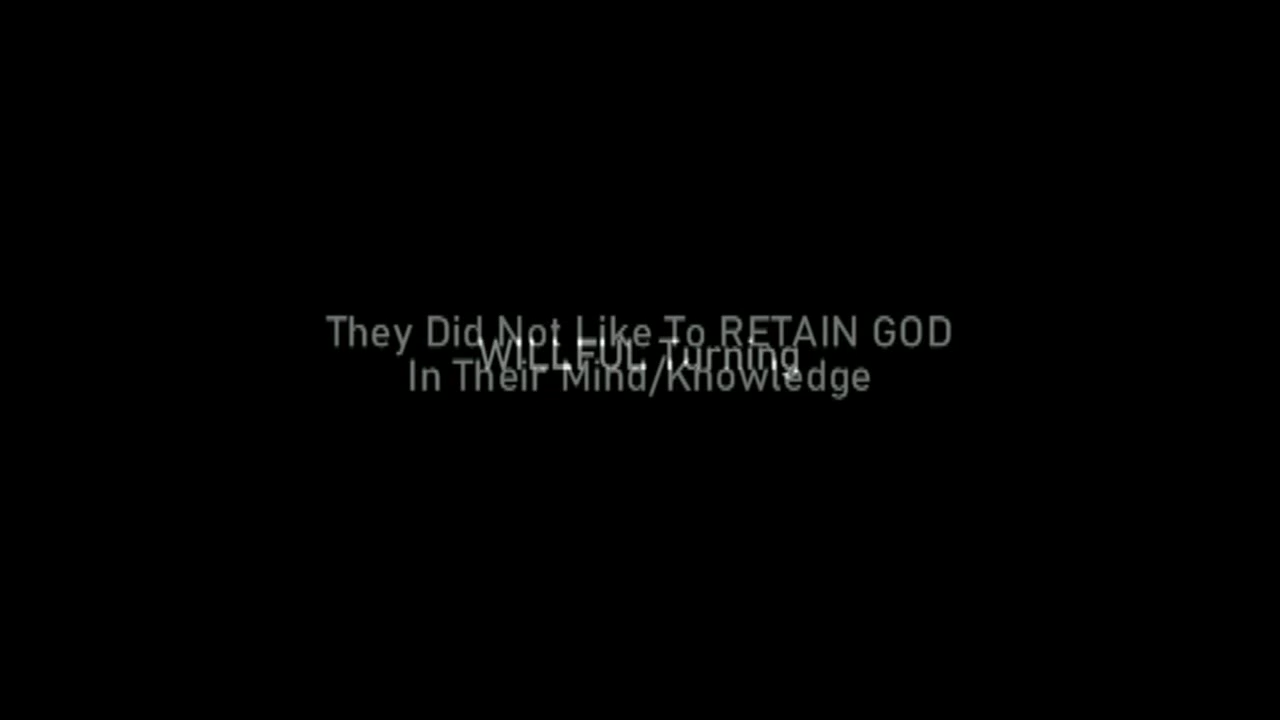 They Did Not Like To RETAIN GOD
WILLFUL Turning
In Their Mind/Knowledge